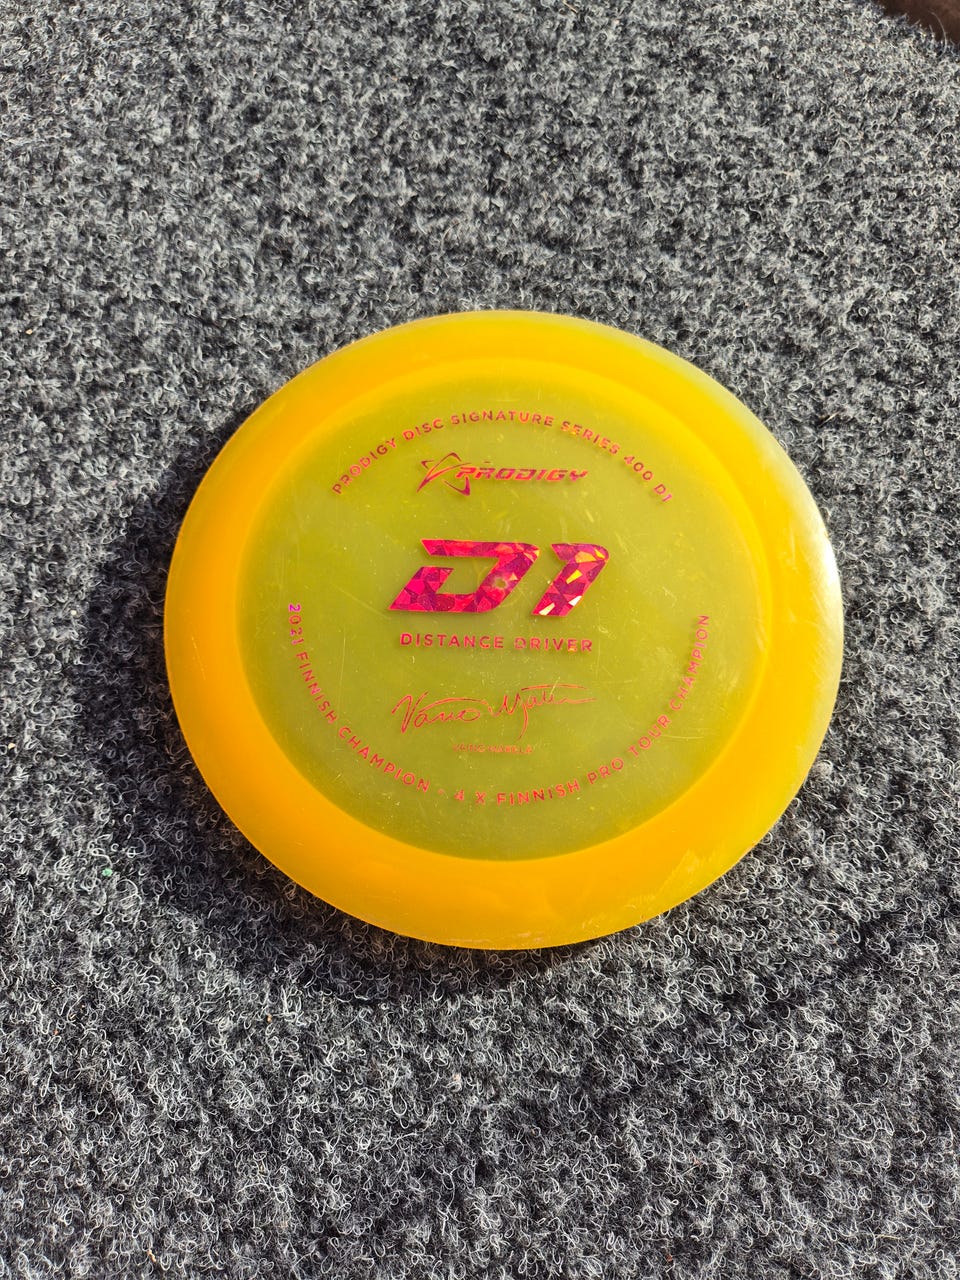 PRODIGY DISC SIGNATURE SERIES 400 D1
PRODIGY
D1
DISTANCE DRIVER
2021 FINNISH CHAMPION - 4 X FINNISH PRO TOUR CHAMPION